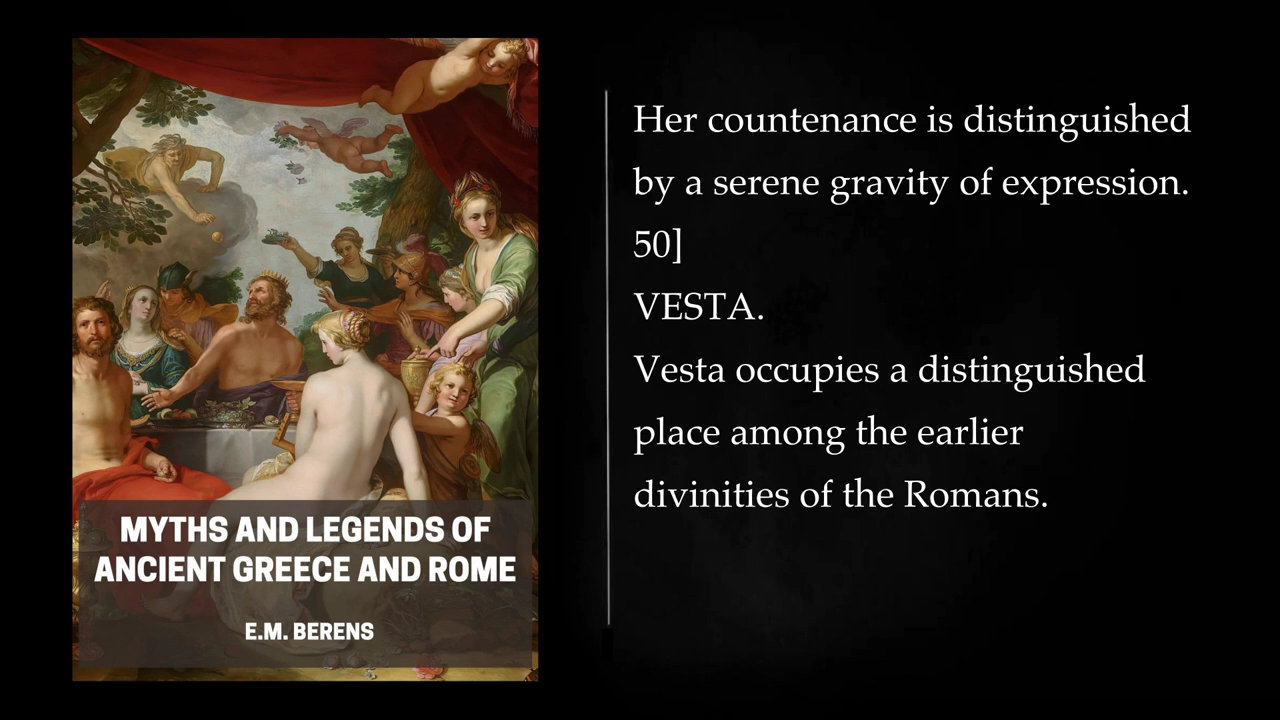 MYTHS AND LEGENDS OF
ANCIENT GREECE AND ROME
E.M. BERENS
Her countenance is distinguished
by a serene gravity of expression.
50]
VESTA.
Vesta occupies a distinguished
place among the earlier
divinities of the Romans.